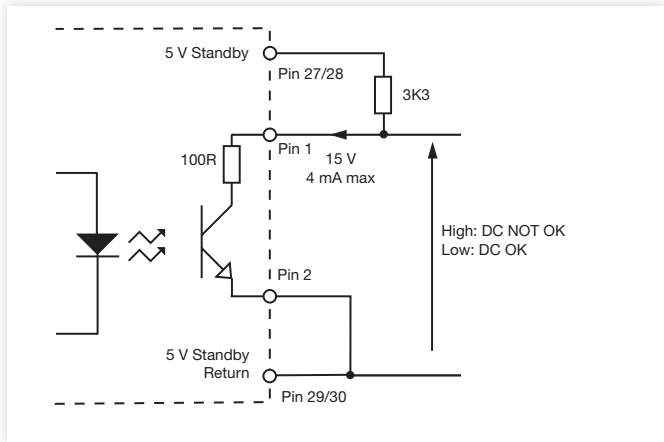 5 V Standby
Pin 27/28
3K3
Pin 1
100R
15 V
4 mA max
High: DC NOT OK
Low: DC OK
Pin 2
5 V Standby
Return
Pin 29/30